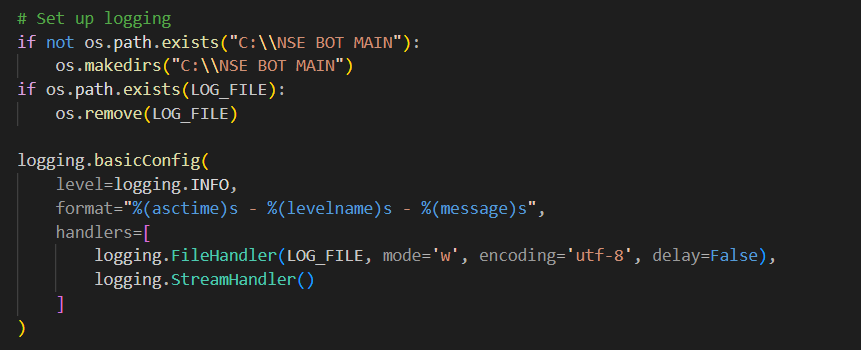 # Set up logging
if not os.path.exists("C:\\NSE BOT MAIN"):
    os.makedirs("C:\\NSE BOT MAIN")
if os.path.exists(LOG_FILE):
    os.remove(LOG_FILE)

logging.basicConfig(
    level=logging.INFO,
    format="%(asctime)s - %(levelname)s - %(message)s",
    handlers=[
        logging.FileHandler(LOG_FILE, mode='w', encoding='utf-8', delay=False),
        logging.StreamHandler()
    ]
)